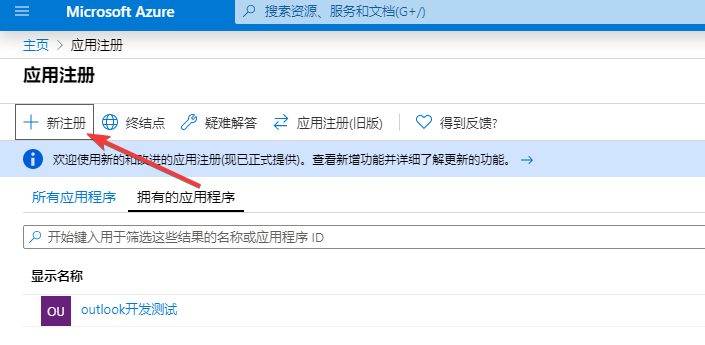 Microsoft Azure
搜索资源、服务和文档(G+/)
主页 > 应用注册
应用注册
新注册 终结点 疑难解答 应用注册(旧版) 得到反馈?
欢迎使用新的和改进的应用注册(现已正式提供)。查看新增功能并详细了解更新的功能。 →
所有应用程序 拥有的应用程序
开始键入用于筛选这些结果的名称或应用程序 ID
显示名称
OU outlook开发测试